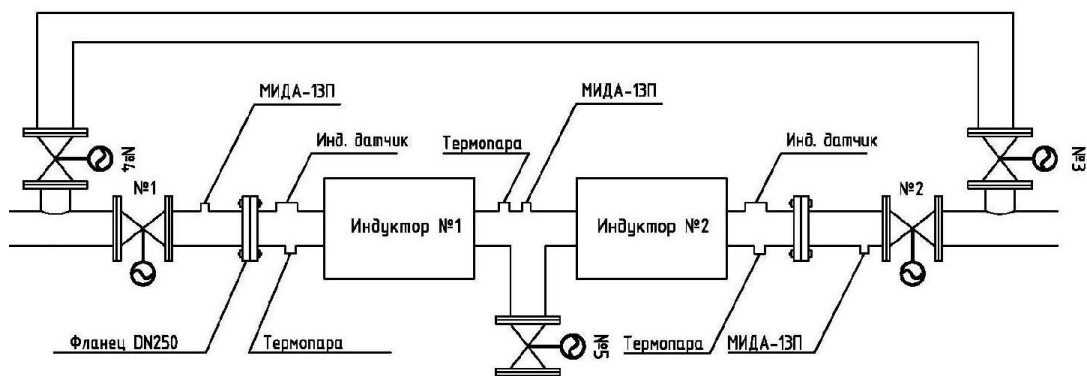 МИДА-13П
МИДА-13П
Инд. датчик
Термопара
Инд. датчик
№4
№3
№1
№2
Индуктор №1
Индуктор №2
Фланец DN250
Термопара
№5
Термопара
МИДА-13П